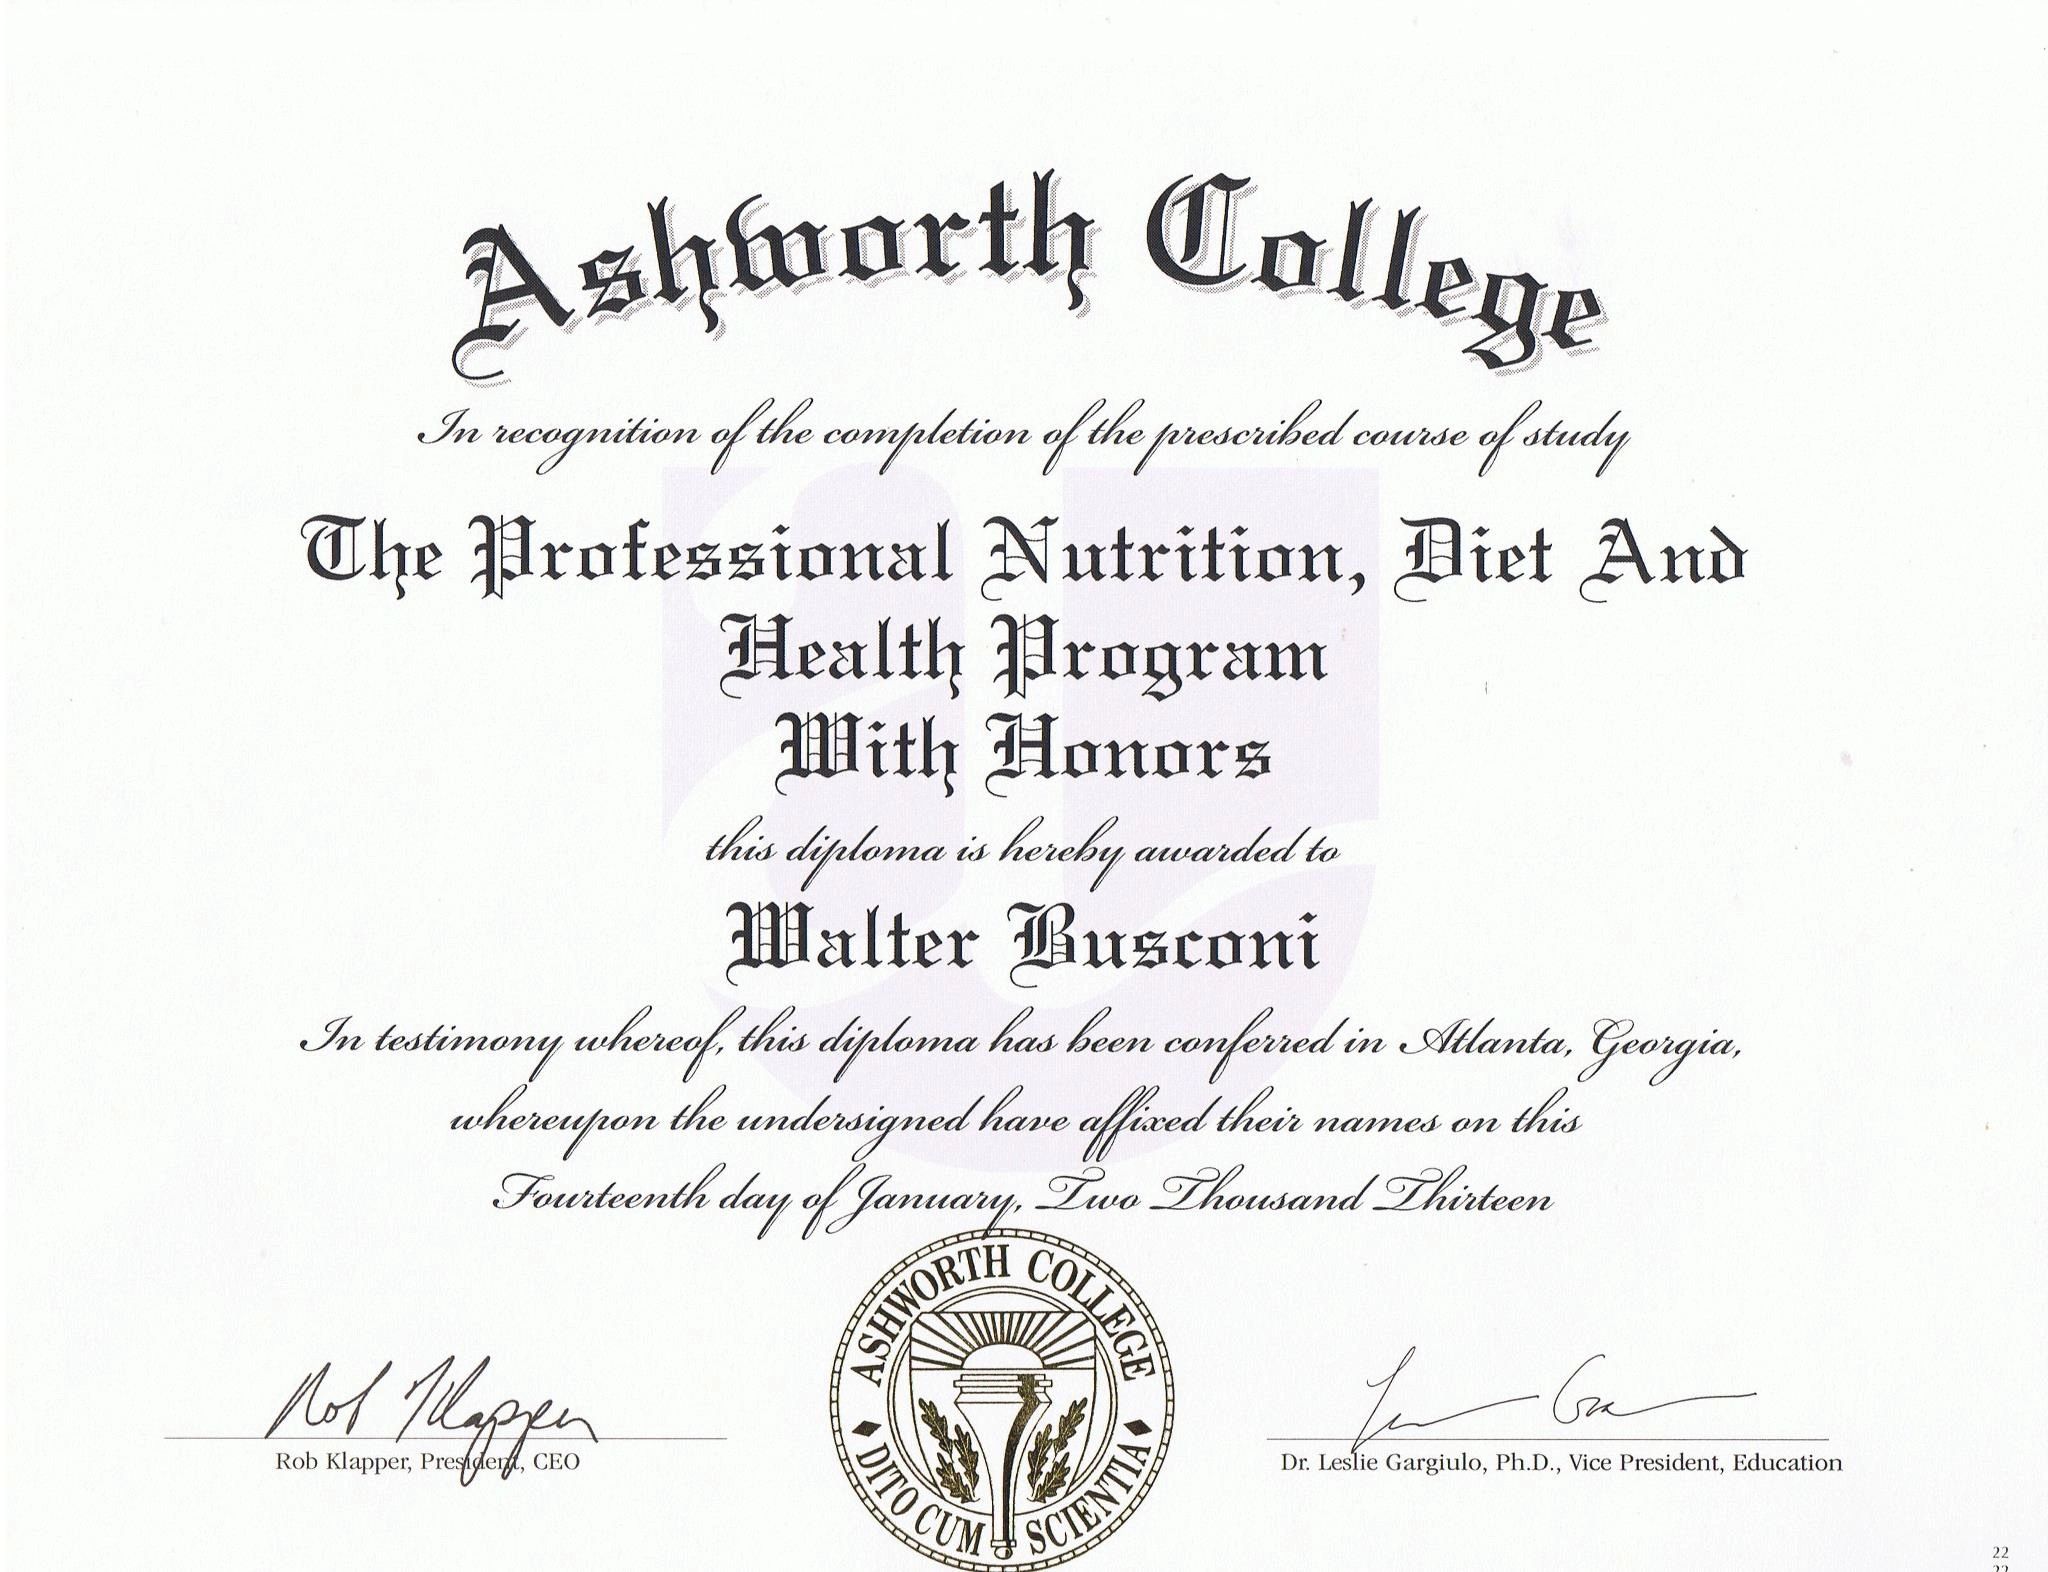 Ashworth College
In recognition of the completion of the prescribed course of study
The Professional Nutrition, Diet And
Health Program
With Honors
this diploma is hereby awarded to
Walter Busconi
In testimony whereof, this diploma has been conferred in Atlanta, Georgia,
whereupon the undersigned have affixed their names on this
Fourteenth day of January, Two Thousand Thirteen
ASHWORTH COLLEGE
DITO CUM SCIENTIA
Rob Klapper
Rob Klapper, President, CEO
Dr. Leslie Gargiulo, Ph.D., Vice President, Education
22